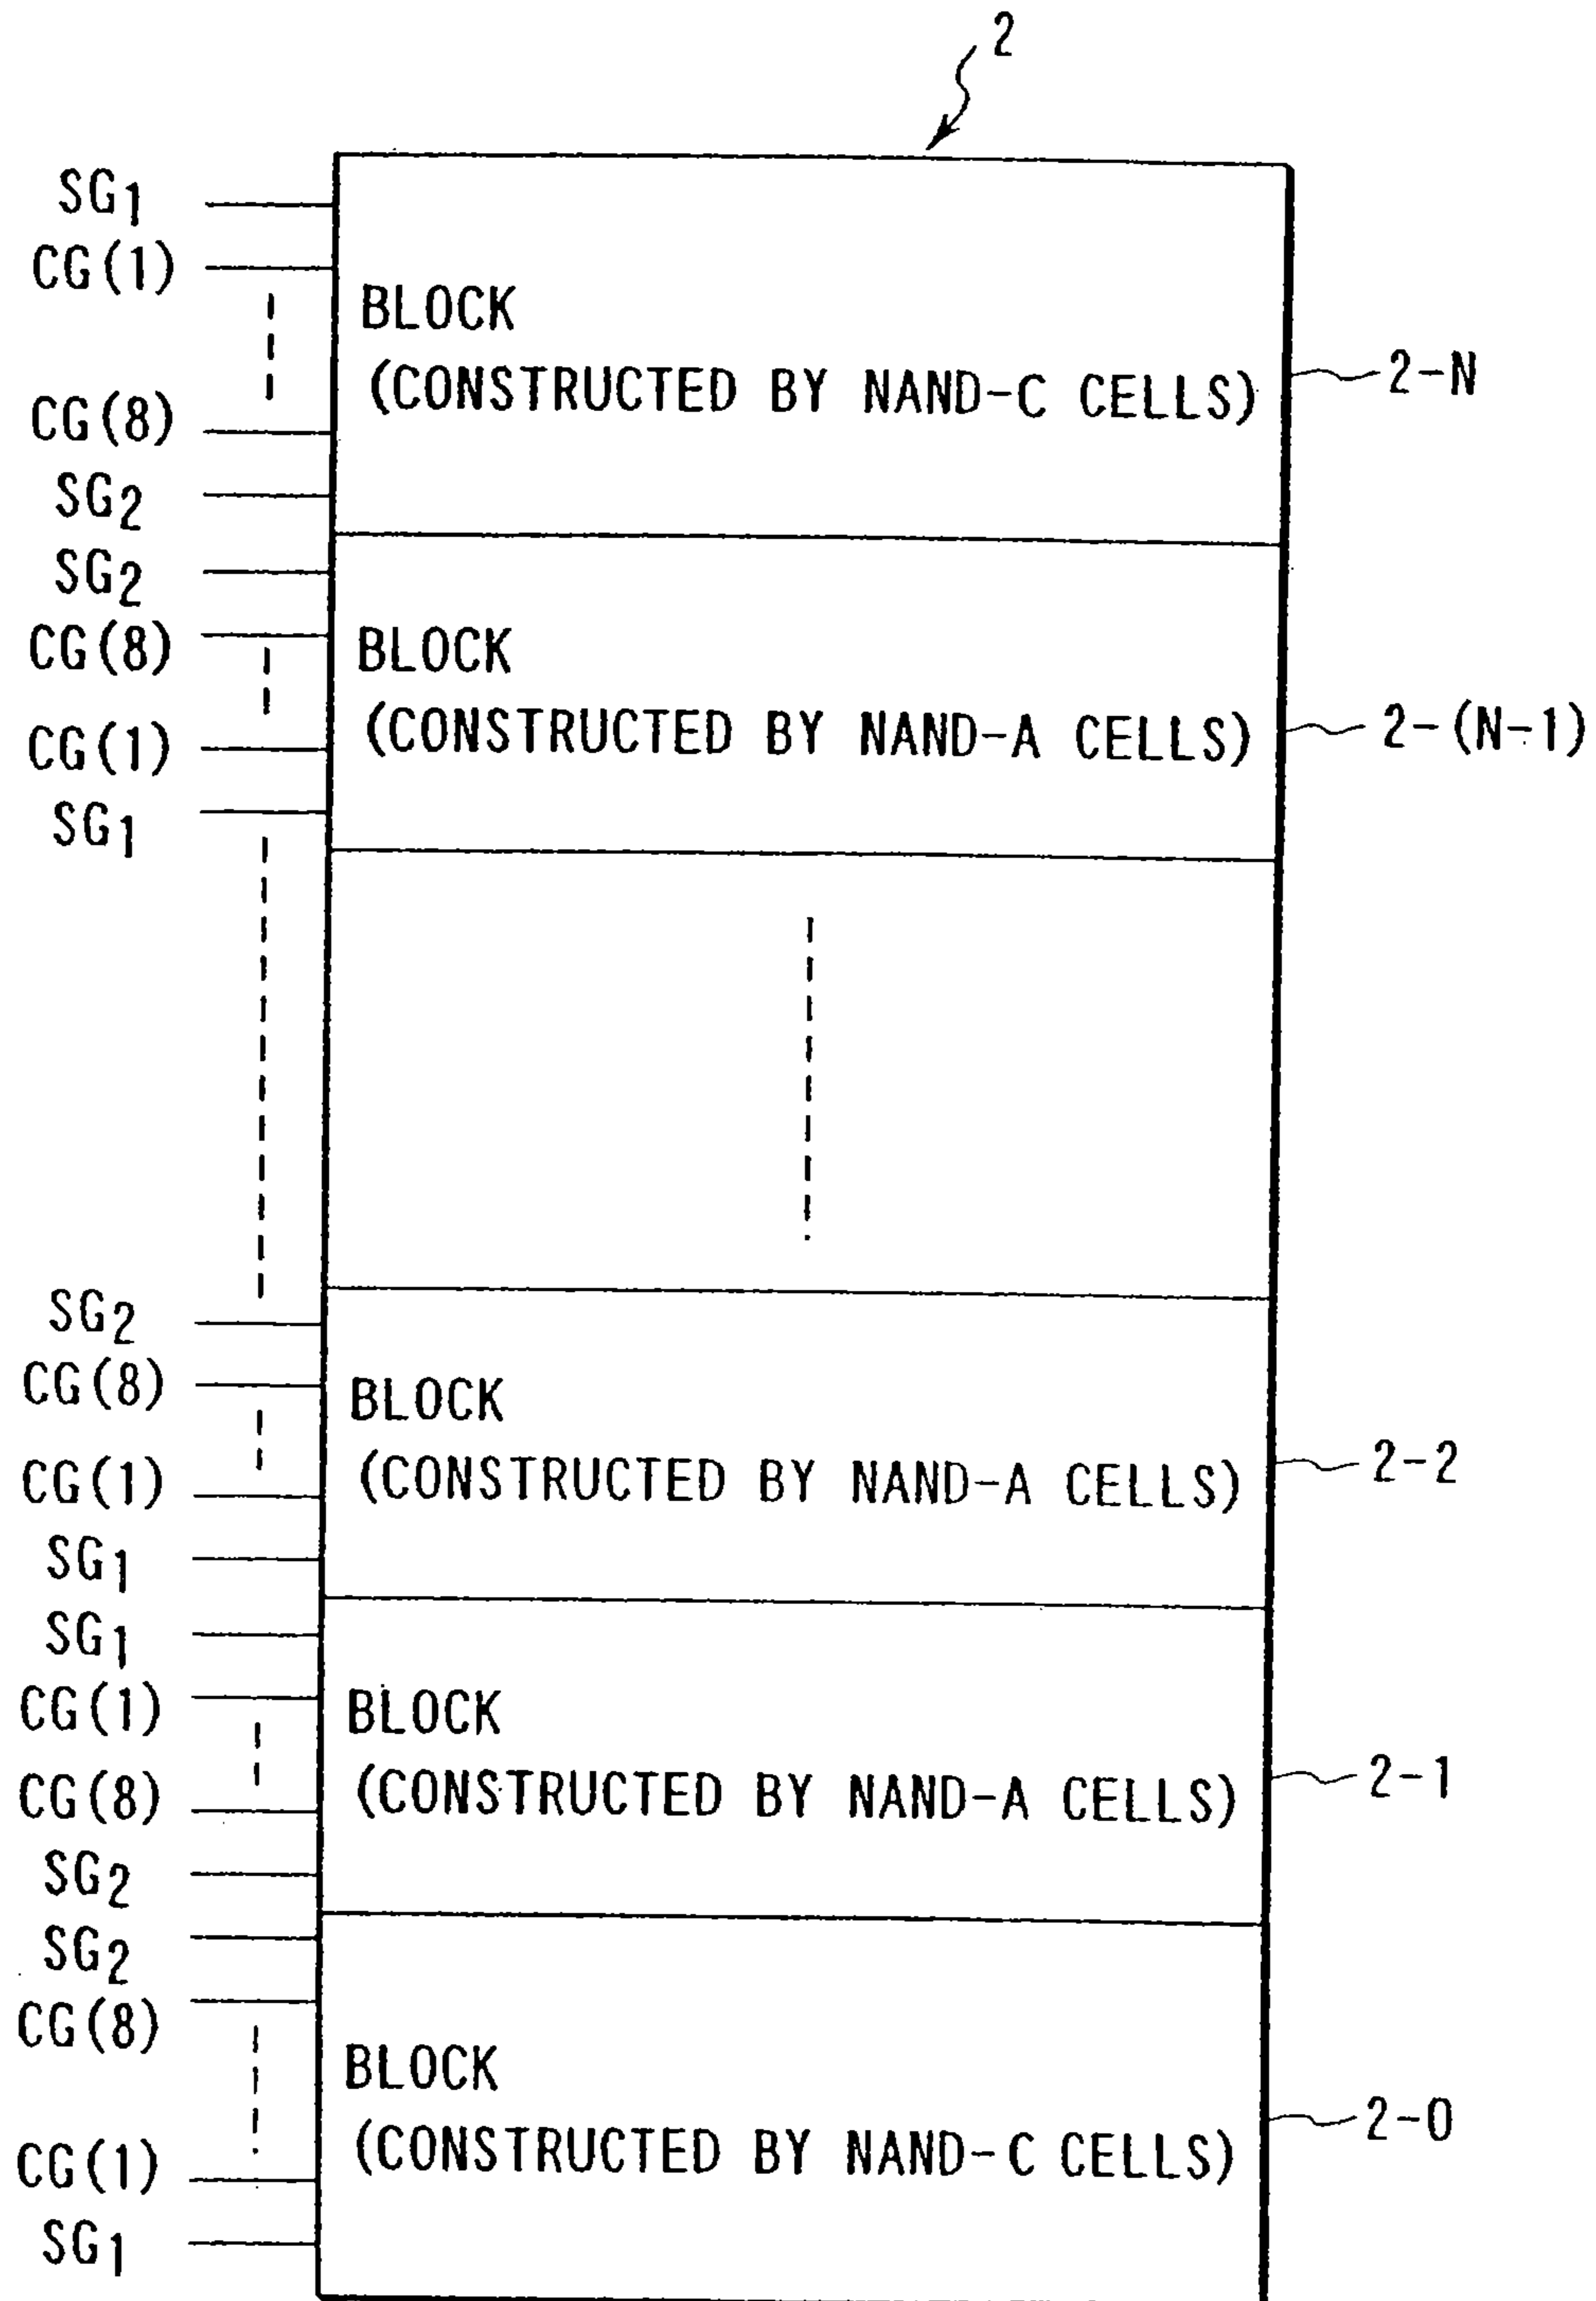 2
SG1
CG(1)
BLOCK
(CONSTRUCTED BY NAND-C CELLS)
2-N
CG(8)
SG2
SG2
CG(8)
BLOCK
(CONSTRUCTED BY NAND-A CELLS)
2-(N-1)
CG(1)
SG1
SG2
CG(8)
BLOCK
(CONSTRUCTED BY NAND-A CELLS)
2-2
CG(1)
SG1
SG1
CG(1)
BLOCK
(CONSTRUCTED BY NAND-A CELLS)
2-1
CG(8)
SG2
SG2
CG(8)
BLOCK
(CONSTRUCTED BY NAND-C CELLS)
2-0
CG(1)
SG1